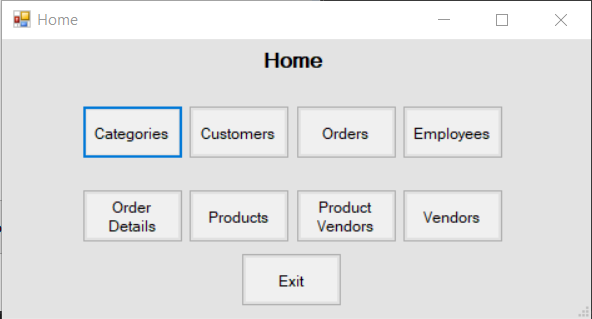 Home
Home
Categories
Customers
Orders
Employees
Order
Details
Products
Product
Vendors
Vendors
Exit